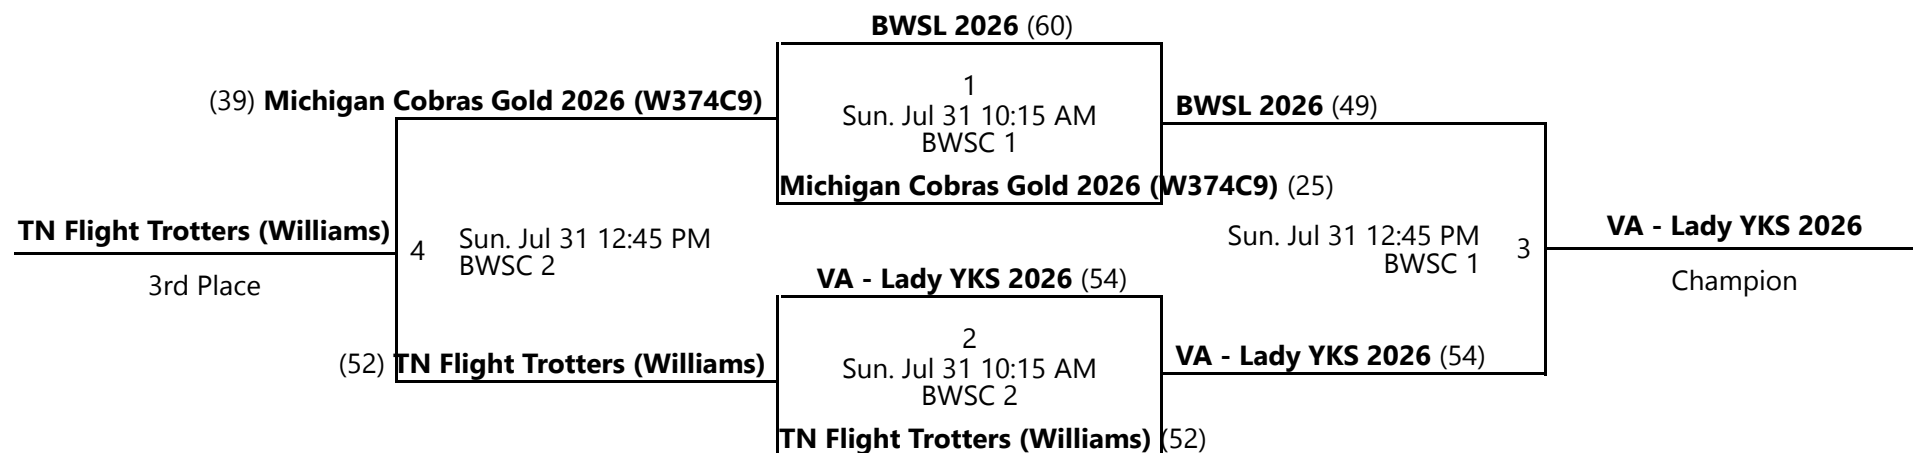 BWSL 2026 (60)
(39) Michigan Cobras Gold 2026 (W374C9)
1
Sun. Jul 31 10:15 AM
BWSC 1
BWSL 2026 (49)
Michigan Cobras Gold 2026 (W374C9) (25)
TN Flight Trotters (Williams)
3rd Place
4
Sun. Jul 31 12:45 PM
BWSC 2
Sun. Jul 31 12:45 PM
BWSC 1
3
VA - Lady YKS 2026
Champion
VA - Lady YKS 2026 (54)
(52) TN Flight Trotters (Williams)
2
Sun. Jul 31 10:15 AM
BWSC 2
VA - Lady YKS 2026 (54)
TN Flight Trotters (Williams) (52)